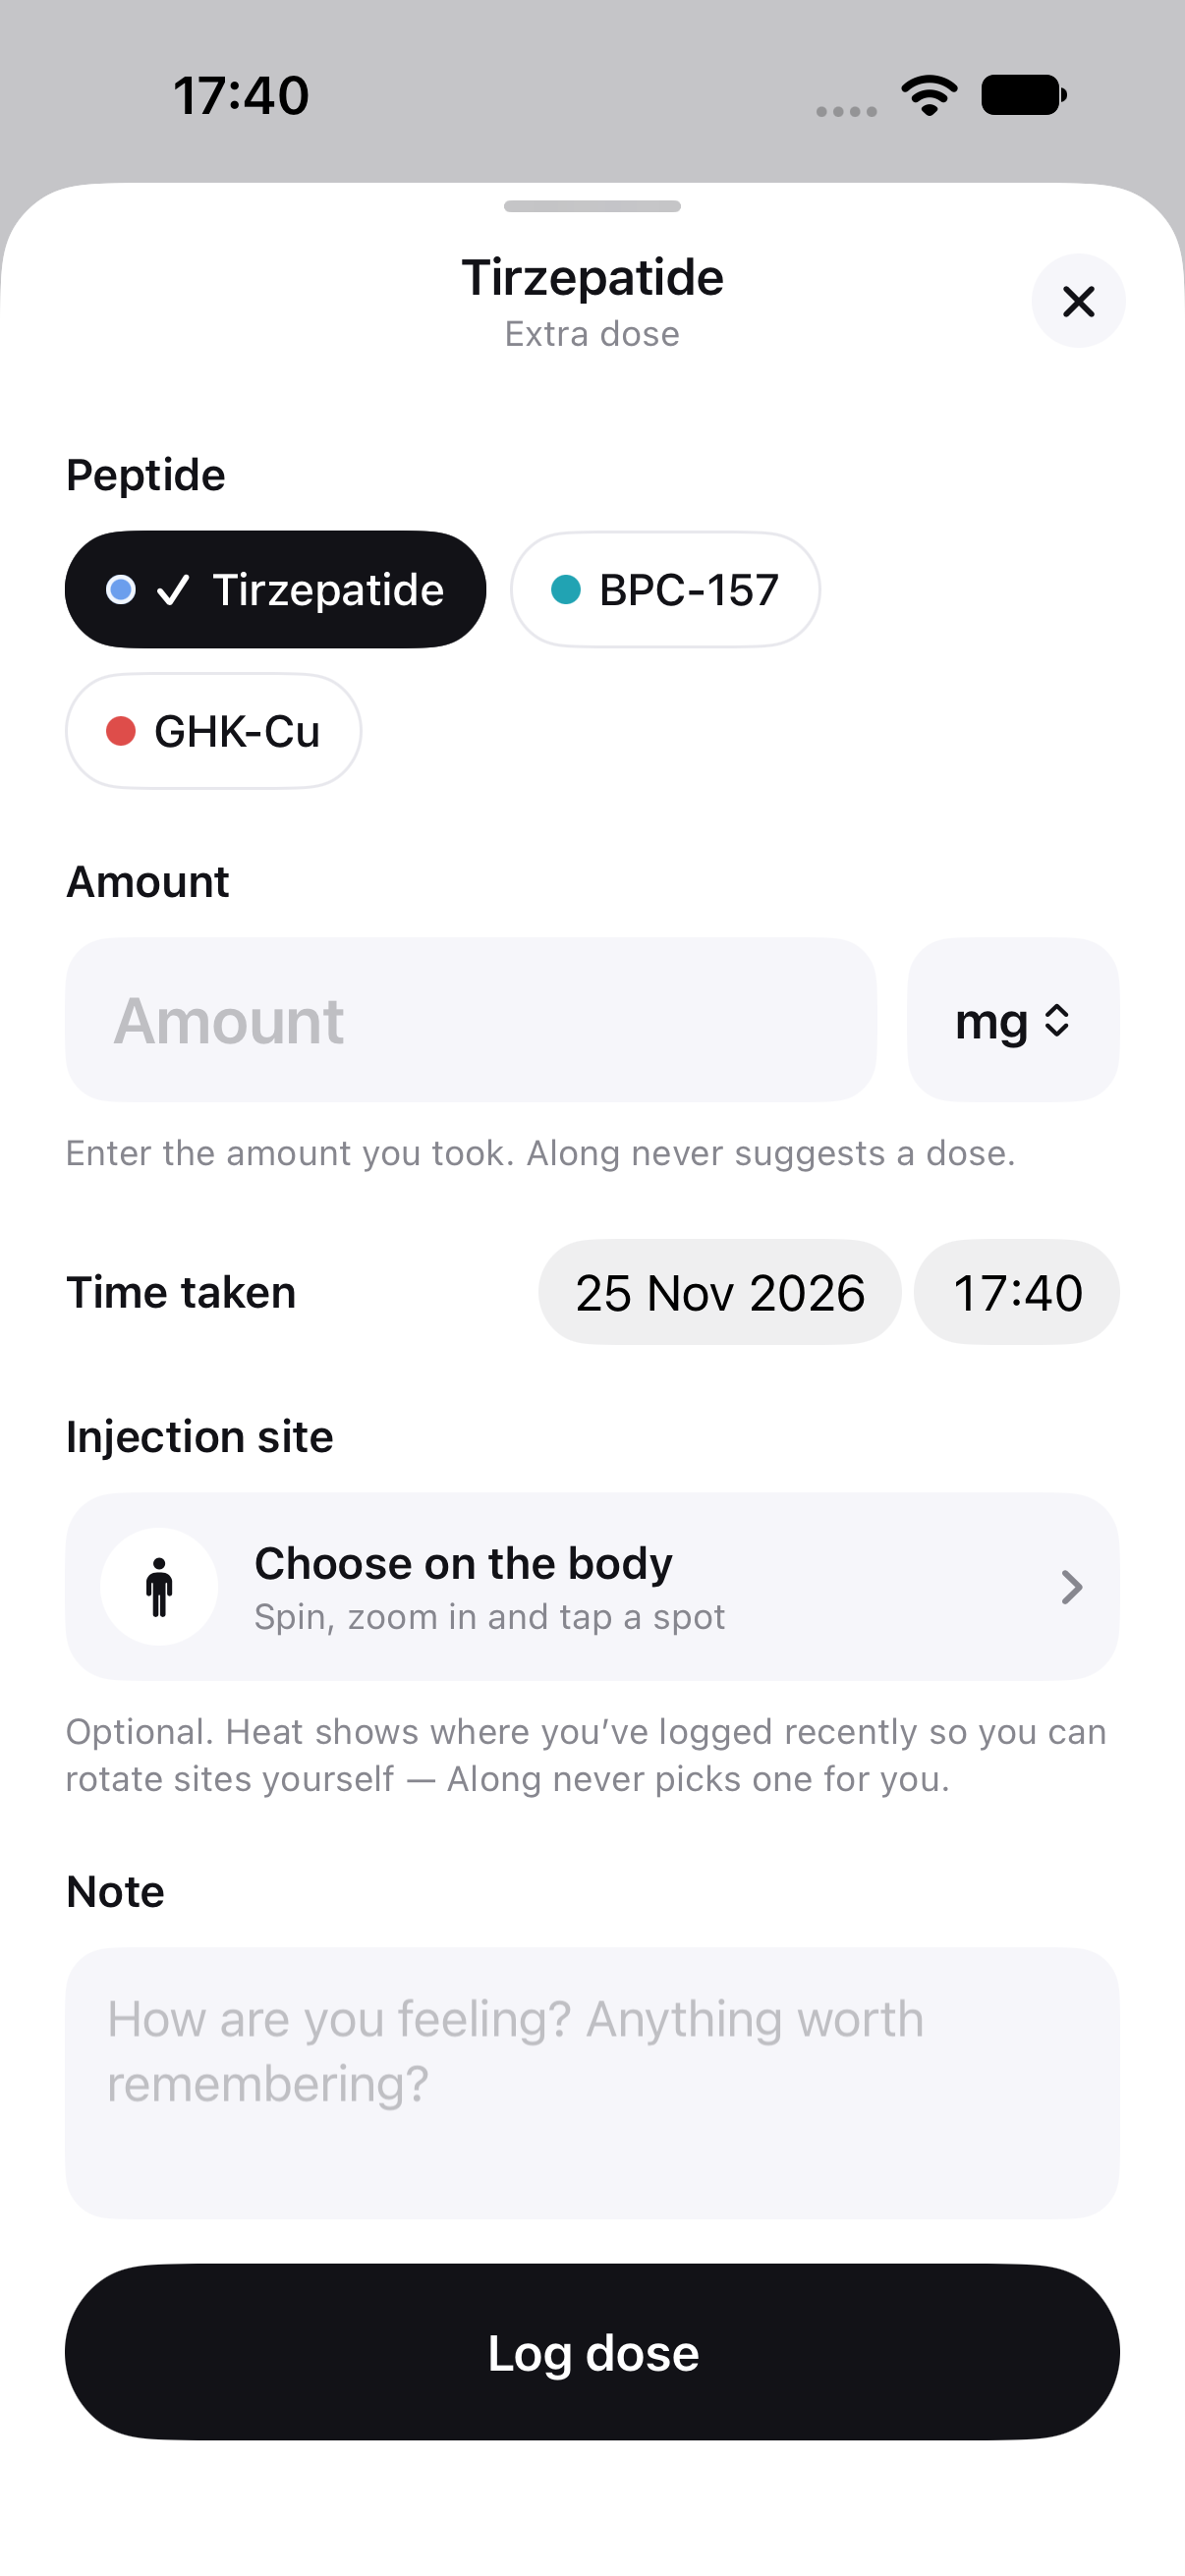 17:40
Tirzepatide
Extra dose
Peptide
Tirzepatide
BPC-157
GHK-Cu
Amount
Amount
mg
Enter the amount you took. Along never suggests a dose.
Time taken
25 Nov 2026
17:40
Injection site
Choose on the body
Spin, zoom in and tap a spot
Optional. Heat shows where you’ve logged recently so you can
rotate sites yourself — Along never picks one for you.
Note
How are you feeling? Anything worth
remembering?
Log dose